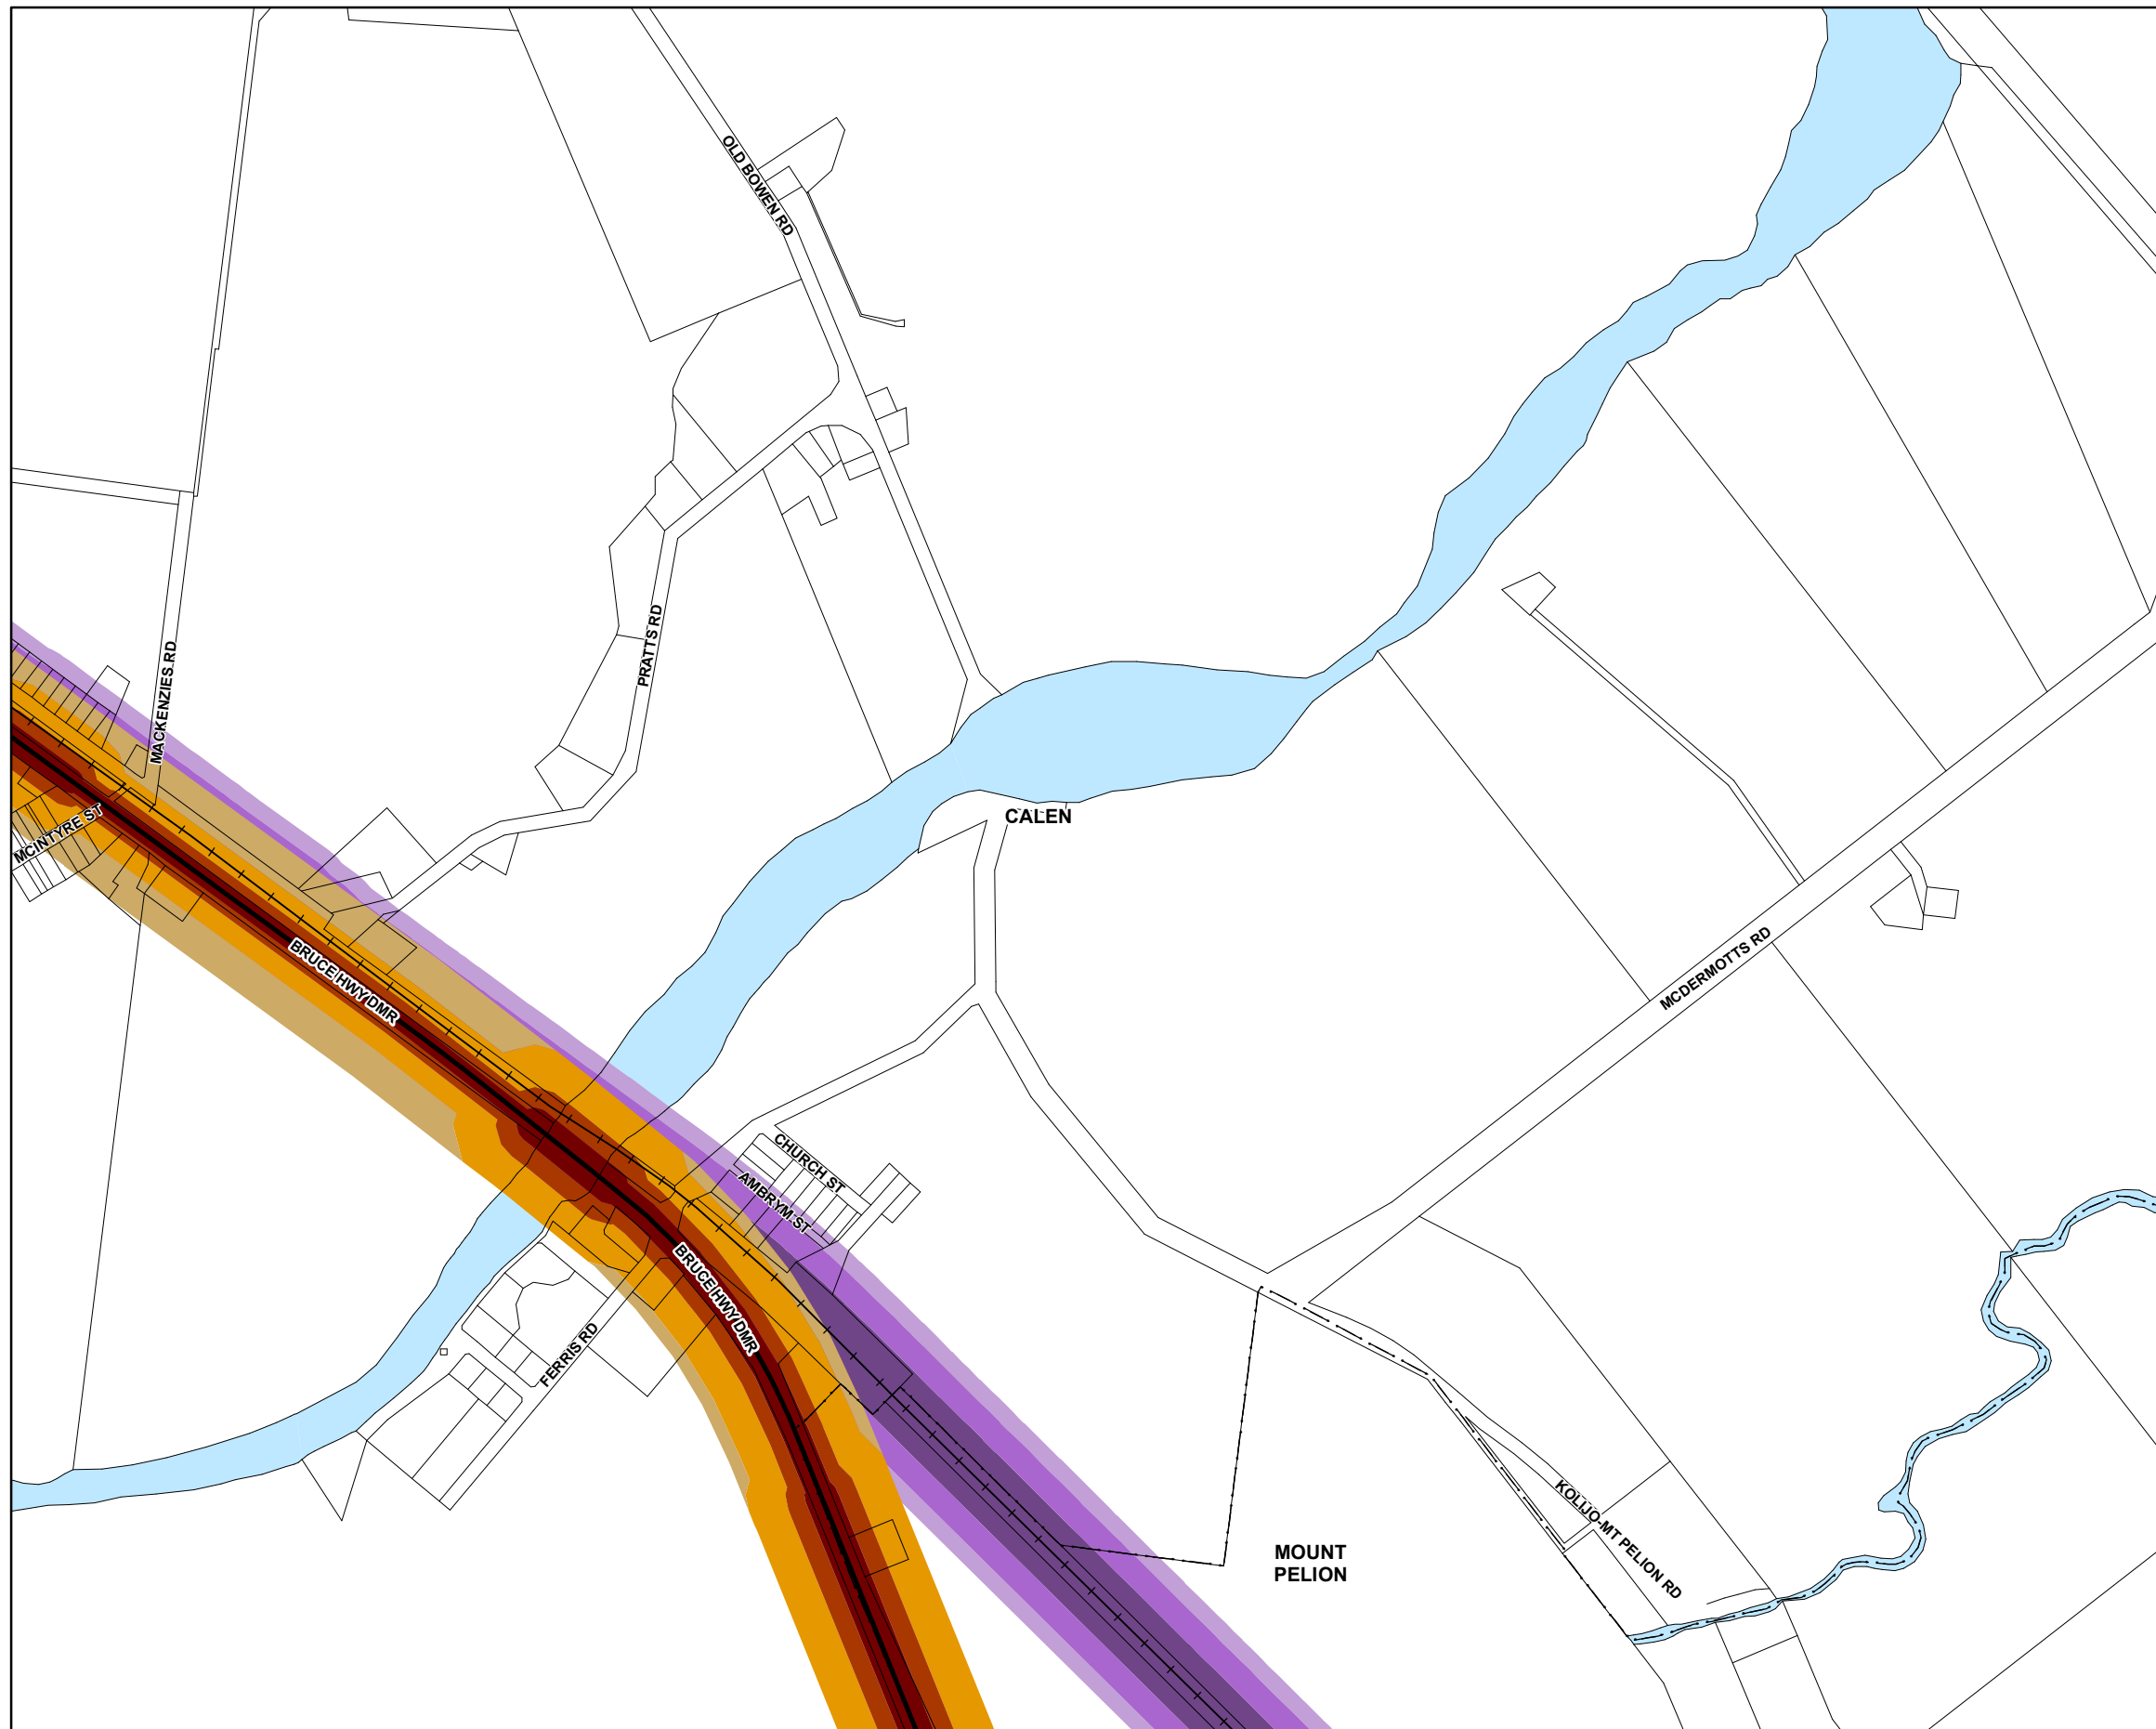 OLD BOWEN RD
PRATTS RD
MACKENZIES RD
MCINTYRE ST
CALEN
BRUCE HWY DMR
MCDERMOTTS RD
CHURCH ST
AMBRYM ST
BRUCE HWY DMR
FERRIS RD
KOLIJO-MT PELION RD
MOUNT
PELION